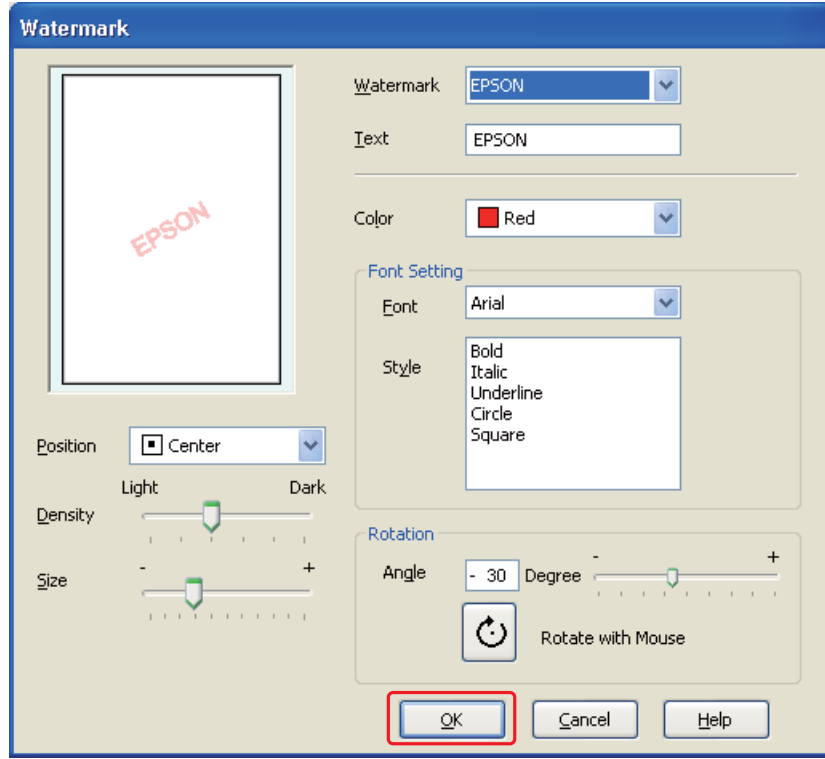 Watermark
EPSON
Watermark EPSON
Text EPSON
Color Red
Font Setting
Font Arial
Style
Bold
Italic
Underline
Circle
Square
Position Center
Light Dark
Density
Size - +
Rotation
- +
Angle - 30 Degree
Rotate with Mouse
OK Cancel Help